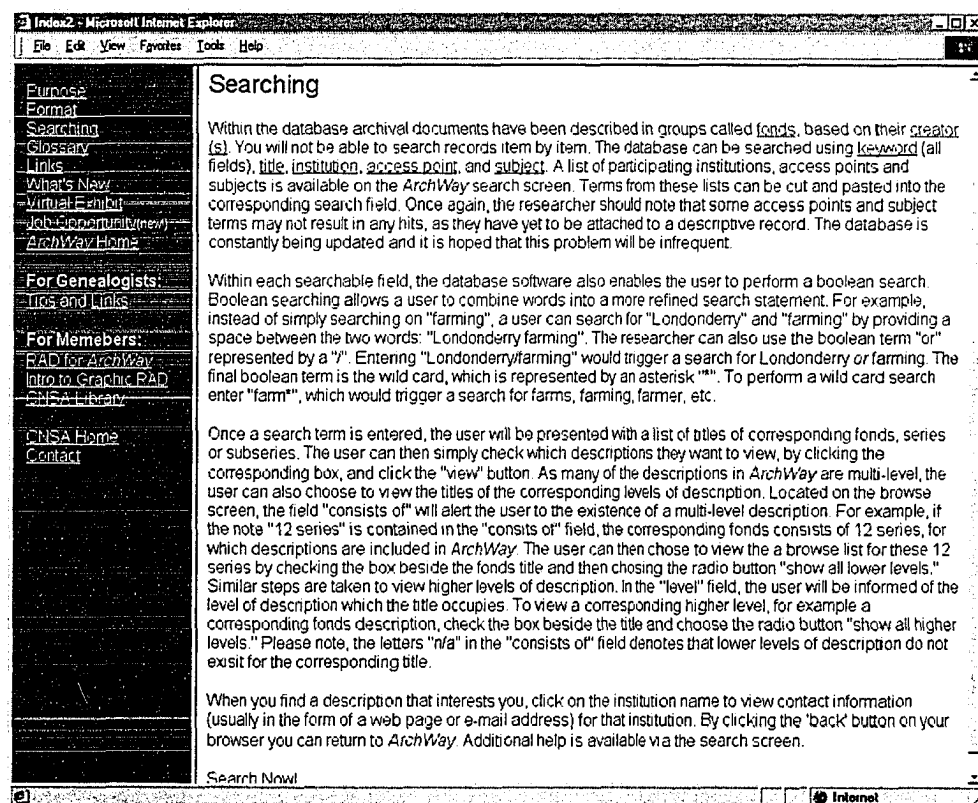 Index2 - Microsoft Internet Explorer
File Edit View Favorites Tools Help
Purpose
Format
Searching
Glossary
Links
What's New
Virtual Exhibit
Job Opportunity(new!)
ArchWay Home
For Genealogists:
Tips and Links
For Memebers:
RAD for ArchWay
Intro to Graphic RAD
CNSA Library
CNSA Home
Contact
Searching
Within the database archival documents have been described in groups called fonds, based on their creator
(s). You will not be able to search records item by item. The database can be searched using keyword (all
fields), title, institution, access point, and subject. A list of participating institutions, access points and
subjects is available on the ArchWay search screen. Terms from these lists can be cut and pasted into the
corresponding search field. Once again, the researcher should note that some access points and subject
terms may not result in any hits, as they have yet to be attached to a descriptive record. The database is
constantly being updated and it is hoped that this problem will be infrequent.
Within each searchable field, the database software also enables the user to perform a boolean search.
Boolean searching allows a user to combine words into a more refined search statement. For example,
instead of simply searching on "farming", a user can search for "Londonderry" and "farming" by providing a
space between the two words: "Londonderry farming". The researcher can also use the boolean term "or"
represented by a "/". Entering "Londonderry/farming" would trigger a search for Londonderry or farming. The
final boolean term is the wild card, which is represented by an asterisk "*". To perform a wild card search
enter "farm*", which would trigger a search for farms, farming, farmer, etc.
Once a search term is entered, the user will be presented with a list of titles of corresponding fonds, series
or subseries. The user can then simply check which descriptions they want to view, by clicking the
corresponding box, and click the "view" button. As many of the descriptions in ArchWay are multi-level, the
user can also choose to view the titles of the corresponding levels of description. Located on the browse
screen, the field "consists of" will alert the user to the existence of a multi-level description. For example, if
the note "12 series" is contained in the "consits of" field, the corresponding fonds consists of 12 series, for
which descriptions are included in ArchWay. The user can then chose to view the a browse list for these 12
series by checking the box beside the fonds title and then chosing the radio button "show all lower levels."
Similar steps are taken to view higher levels of description. In the "level" field, the user will be informed of the
level of description which the title occupies. To view a corresponding higher level, for example a
corresponding fonds description, check the box beside the title and choose the radio button "show all higher
levels." Please note, the letters "n/a" in the "consists of" field denotes that lower levels of description do not
exisit for the corresponding title.
When you find a description that interests you, click on the institution name to view contact information
(usually in the form of a web page or e-mail address) for that institution. By clicking the 'back' button on your
browser you can return to ArchWay. Additional help is available via the search screen.
Search Now!
Internet